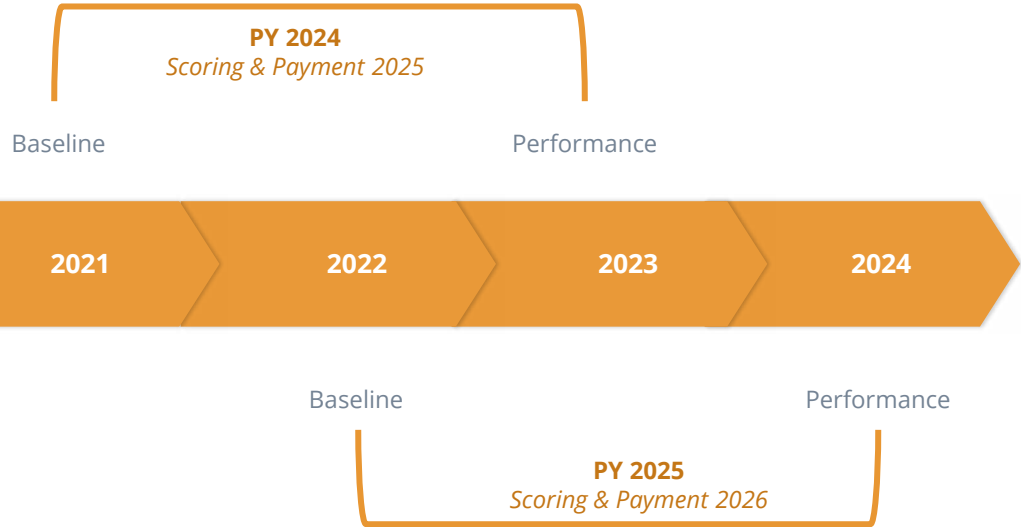 PY 2024
Scoring & Payment 2025
Baseline Performance
2021 2022 2023 2024
Baseline Performance
PY 2025
Scoring & Payment 2026